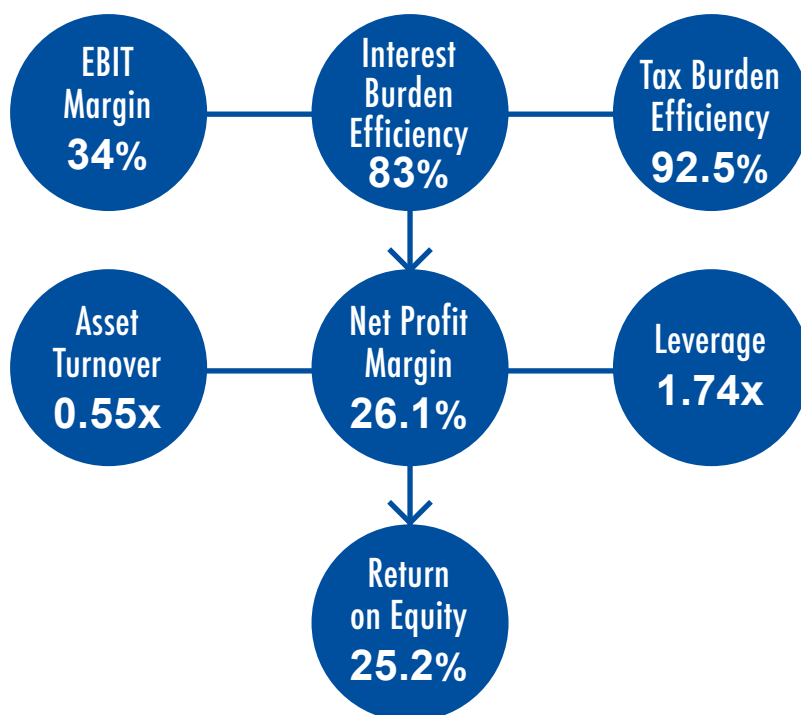 EBIT
Margin
34%
Interest
Burden
Efficiency
83%
Tax Burden
Efficiency
92.5%
Asset
Turnover
0.55x
Net Profit
Margin
26.1%
Leverage
1.74x
Return
on Equity
25.2%